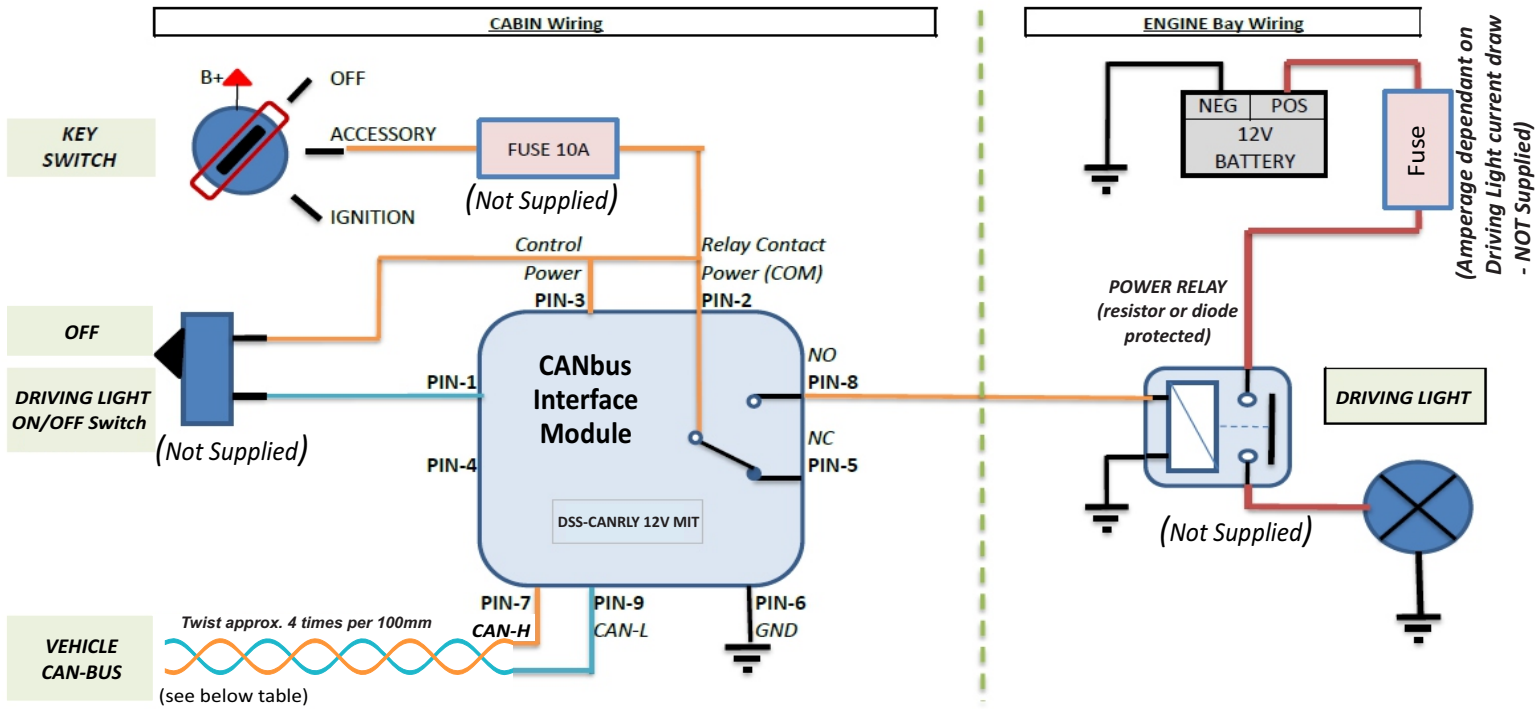 CABIN Wiring
ENGINE Bay Wiring
B+
OFF
KEY
SWITCH
ACCESSORY
FUSE 10A
(Not Supplied)
IGNITION
NEG
POS
12V
BATTERY
Fuse
(Amperage dependant on
Driving Light current draw
- NOT Supplied)
Control
Power
PIN-3
Relay Contact
Power (COM)
PIN-2
POWER RELAY
(resistor or diode
protected)
OFF
DRIVING LIGHT
ON/OFF Switch
(Not Supplied)
PIN-1
PIN-4
CANbus
Interface
Module
NO
PIN-8
NC
PIN-5
DSS-CANRLY 12V MIT
DRIVING LIGHT
(Not Supplied)
PIN-7
CAN-H
PIN-9
CAN-L
PIN-6
GND
Twist approx. 4 times per 100mm
VEHICLE
CAN-BUS
(see below table)